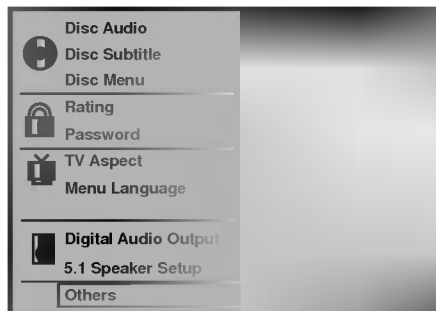 Disc Audio
Disc Subtitle
Disc Menu
Rating
Password
TV Aspect
Menu Language
Digital Audio Output
5.1 Speaker Setup
Others